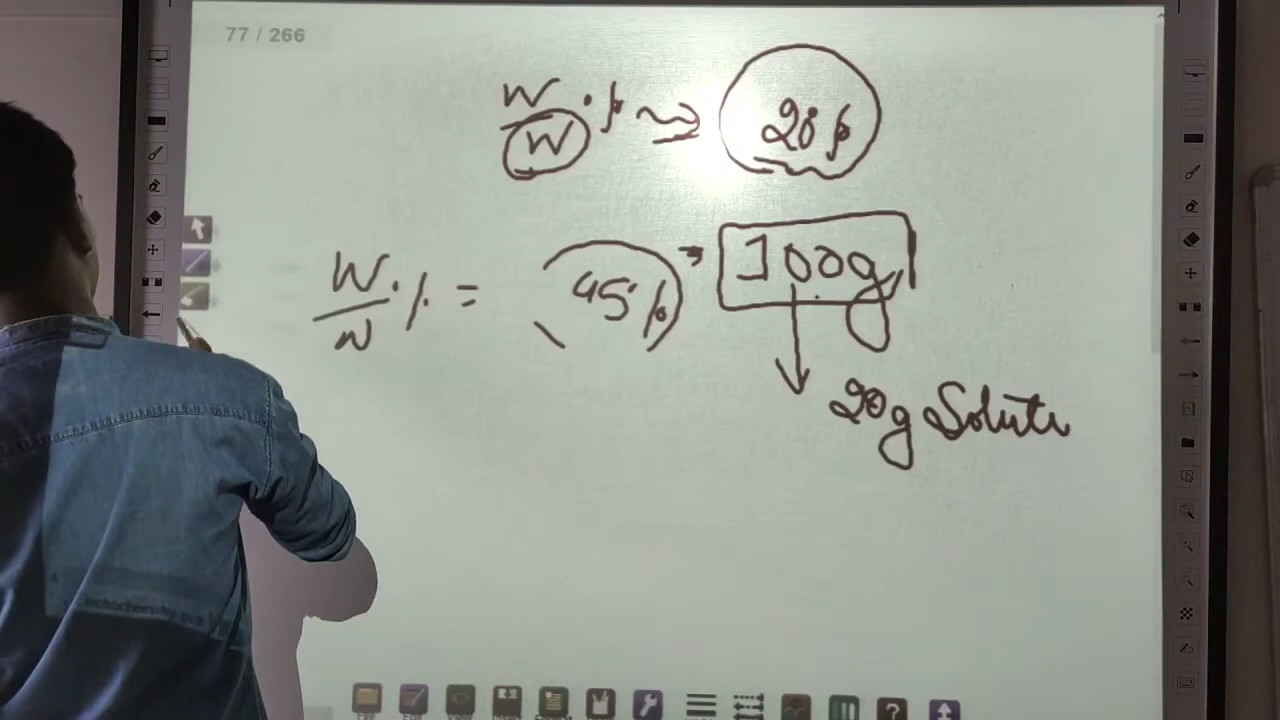 77 / 266
W/W % 20%
W/W % = 45% → 100g
20g Solute